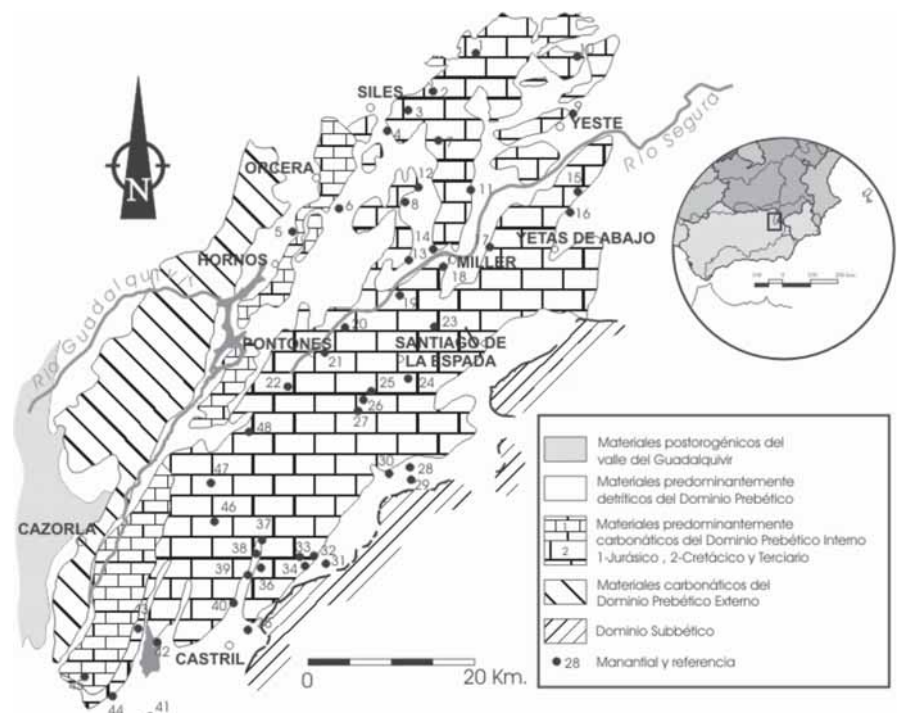 1
10
2
SILES
3
9
YESTE
Río Segura
4
7
ORCERA
12
11
15
8
6
16
5
14
17
YETAS DE ABAJO
N
HORNOS
13
MILLER
18
Río Guadalquivir
19
20
23
PONTONES
SANTIAGO DE
LA ESPADA
21
22
25
24
26
27
48
30
28
29
47
CAZORLA
46
37
38
33
32
31
39
34
36
40
43
CASTRIL
42
44
41
0
20 Km.
Materiales postorogénicos del
valle del Guadalquivir
Materiales predominantemente
detríticos del Dominio Prebético
1
Materiales predominantemente
carbonáticos del Dominio Prebético Interno
2
1-Jurásico , 2-Cretácico y Terciario
Materiales carbonáticos del
Dominio Prebético Externo
Dominio Subbético
28
Manantial y referencia